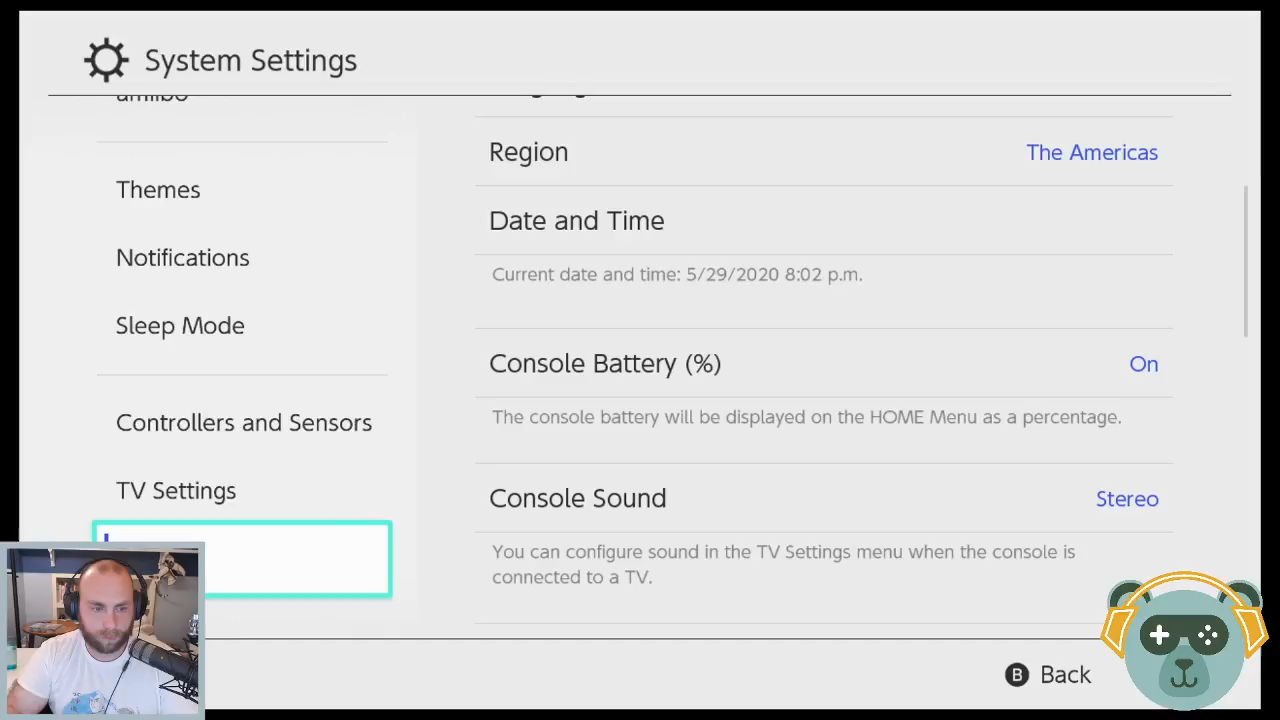 System Settings
amiibo
Themes
Notifications
Sleep Mode
Controllers and Sensors
TV Settings
Region
The Americas
Date and Time
Current date and time: 5/29/2020 8:02 p.m.
Console Battery (%)
On
The console battery will be displayed on the HOME Menu as a percentage.
Console Sound
Stereo
You can configure sound in the TV Settings menu when the console is
connected to a TV.
B Back